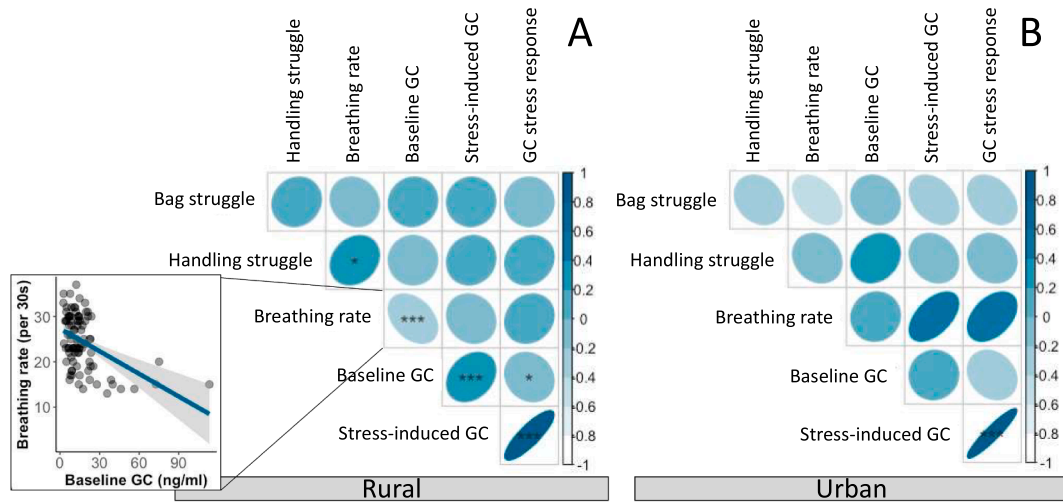 A
Handling struggle
Breathing rate
Baseline GC
Stress-induced GC
GC stress response
Bag struggle
Handling struggle
Breathing rate
Baseline GC
Stress-induced GC
*
***
***
*
***
1
0.8
0.6
0.4
0.2
0
-0.2
-0.4
-0.6
-0.8
-1
Rural
Breathing rate (per 30s)
30
20
10
0
30
60
90
Baseline GC (ng/ml)
B
Handling struggle
Breathing rate
Baseline GC
Stress-induced GC
GC stress response
Bag struggle
Handling struggle
Breathing rate
Baseline GC
Stress-induced GC
***
1
0.8
0.6
0.4
0.2
0
-0.2
-0.4
-0.6
-0.8
-1
Urban